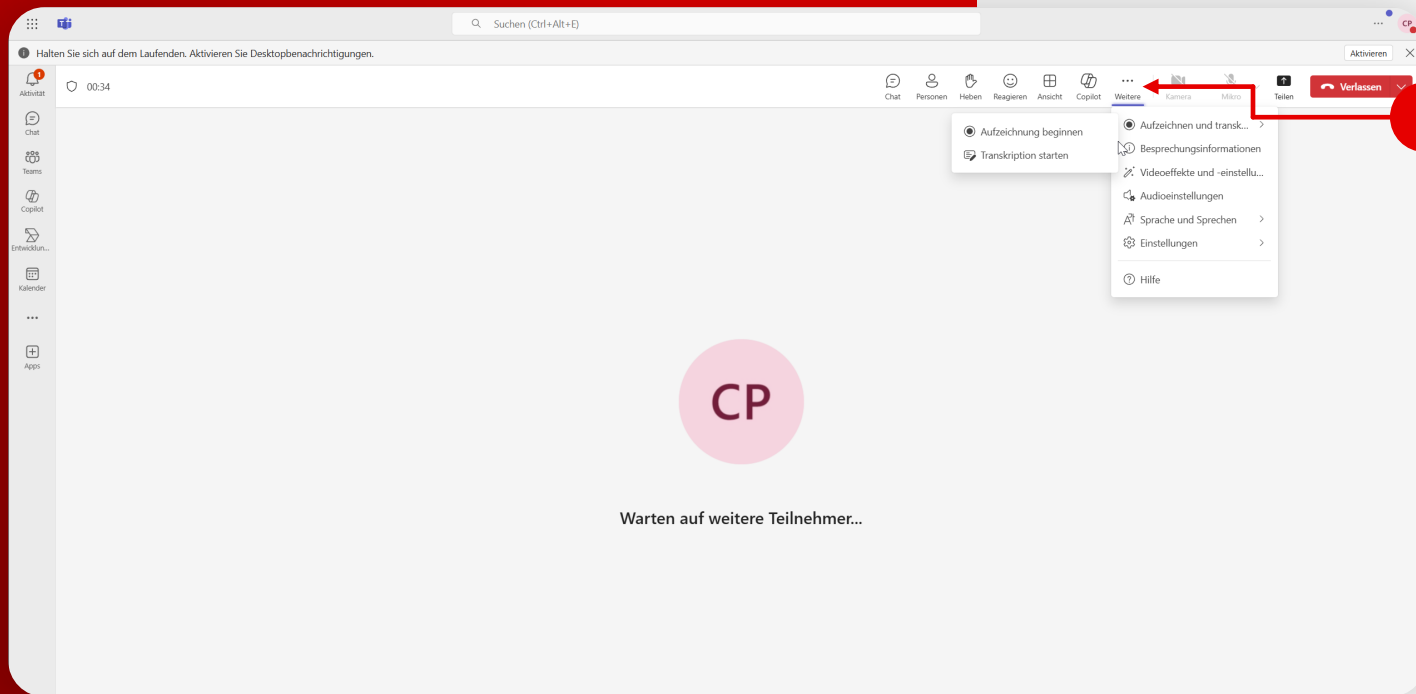 Suchen (Ctrl+Alt+E)
CP
Halten Sie sich auf dem Laufenden. Aktivieren Sie Desktopbenachrichtigungen.
Aktivieren
1
Aktivität
00:34
Chat
Personen
Heben
Reagieren
Ansicht
Copilot
Weitere
Kamera
Mikro
Teilen
Verlassen
Chat
Teams
Copilot
Entwicklun...
Kalender
Apps
Aufzeichnung beginnen
Transkription starten
Aufzeichnen und transk...
Besprechungsinformationen
Videoeffekte und -einstellu...
Audioeinstellungen
Sprache und Sprechen
Einstellungen
Hilfe
CP
Warten auf weitere Teilnehmer...